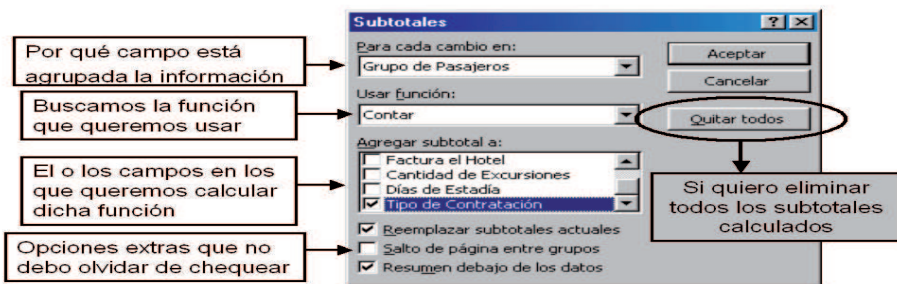 Subtotales
Por qué campo está
agrupada la información
Para cada cambio en:
Grupo de Pasajeros
Aceptar
Cancelar
Buscamos la función
que queremos usar
Usar función:
Contar
Quitar todos
El o los campos en los
que queremos calcular
dicha función
Agregar subtotal a:
Factura el Hotel
Cantidad de Excursiones
Días de Estadía
Tipo de Contratación
Si quiero eliminar
todos los subtotales
calculados
Opciones extras que no
debo olvidar de chequear
Reemplazar subtotales actuales
Salto de página entre grupos
Resumen debajo de los datos